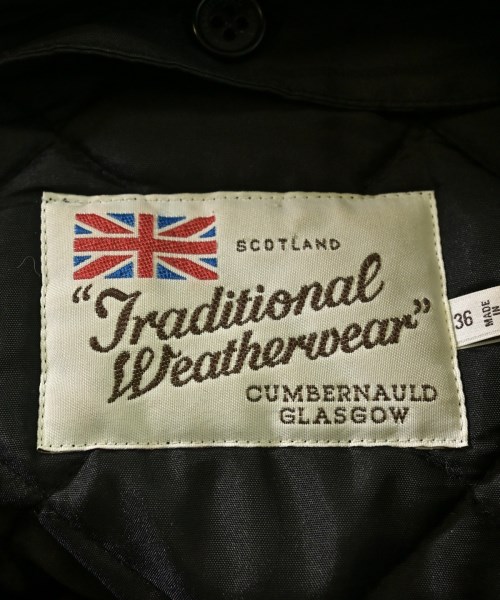 SCOTLAND
"Traditional
Weatherwear"
CUMBERNAULD
GLASGOW
36
MADE
IN